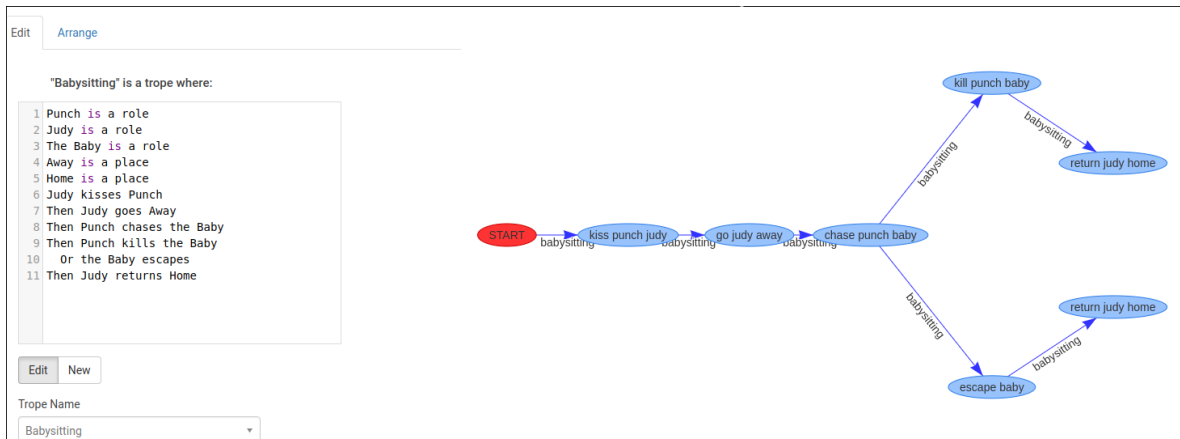 Edit Arrange
"Babysitting" is a trope where:
1 Punch is a role
2 Judy is a role
3 The Baby is a role
4 Away is a place
5 Home is a place
6 Judy kisses Punch
7 Then Judy goes Away
8 Then Punch chases the Baby
9 Then Punch kills the Baby
10 Or the Baby escapes
11 Then Judy returns Home
Edit New
Trope Name
Babysitting
START
babysitting
kiss punch judy
babysitting
go judy away
babysitting
chase punch baby
babysitting
kill punch baby
babysitting
return judy home
babysitting
escape baby
babysitting
return judy home